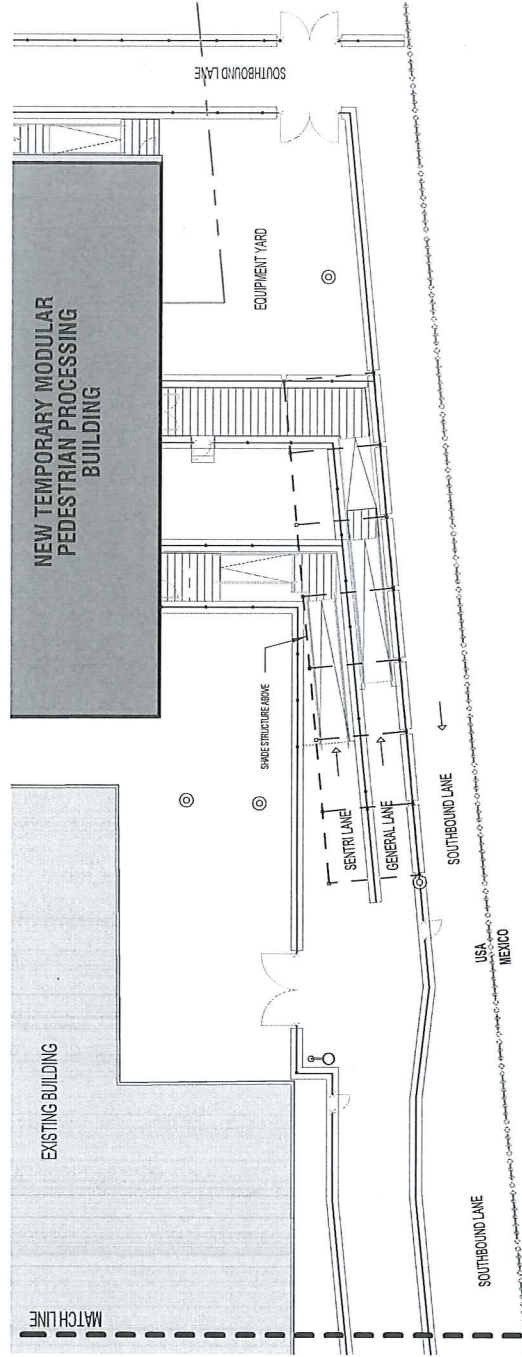 SOUTHBOUND LANE
NEW TEMPORARY MODULAR
PEDESTRIAN PROCESSING
BUILDING
EQUIPMENT YARD
SHADE STRUCTURE ABOVE
SENTRI LANE
GENERAL LANE
SOUTHBOUND LANE
EXISTING BUILDING
USA
MEXICO
SOUTHBOUND LANE
MATCH LINE